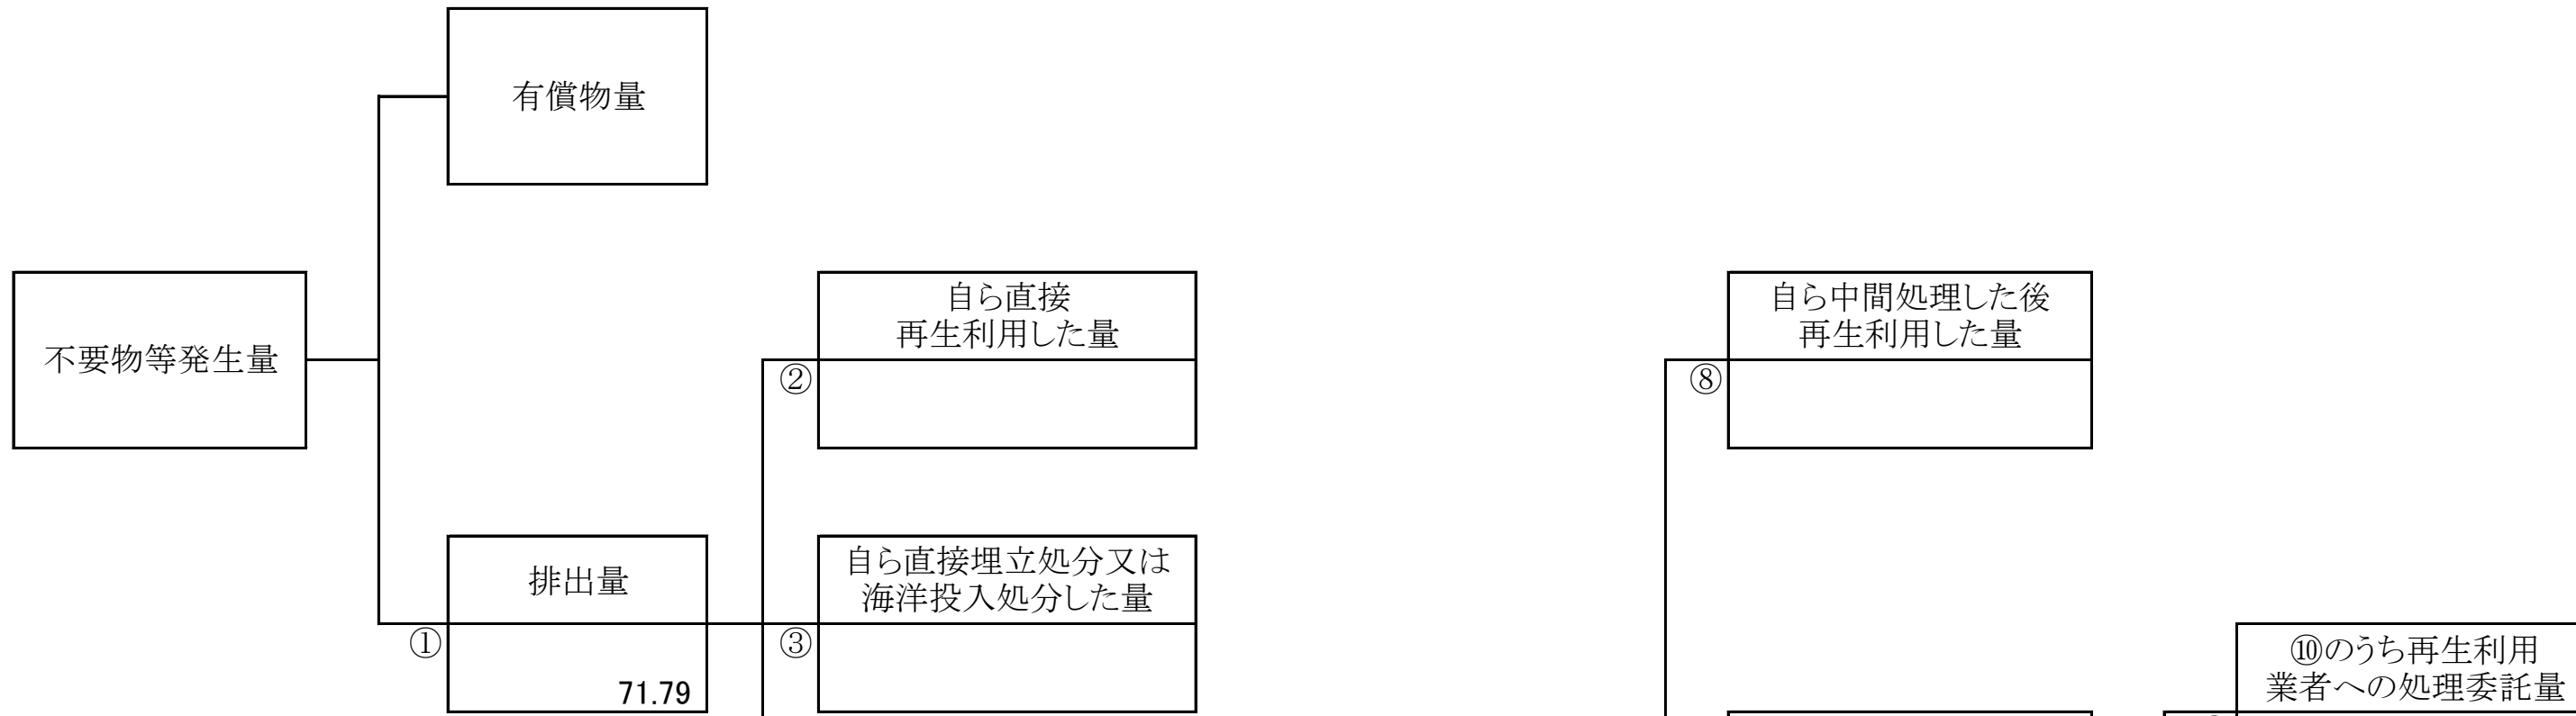 有償物量
不要物等発生量
自ら直接
再生利用した量
②
自ら中間処理した後
再生利用した量
⑧
排出量
①
71.79
自ら直接埋立処分又は
海洋投入処分した量
③
⑩のうち再生利用
業者への処理委託量